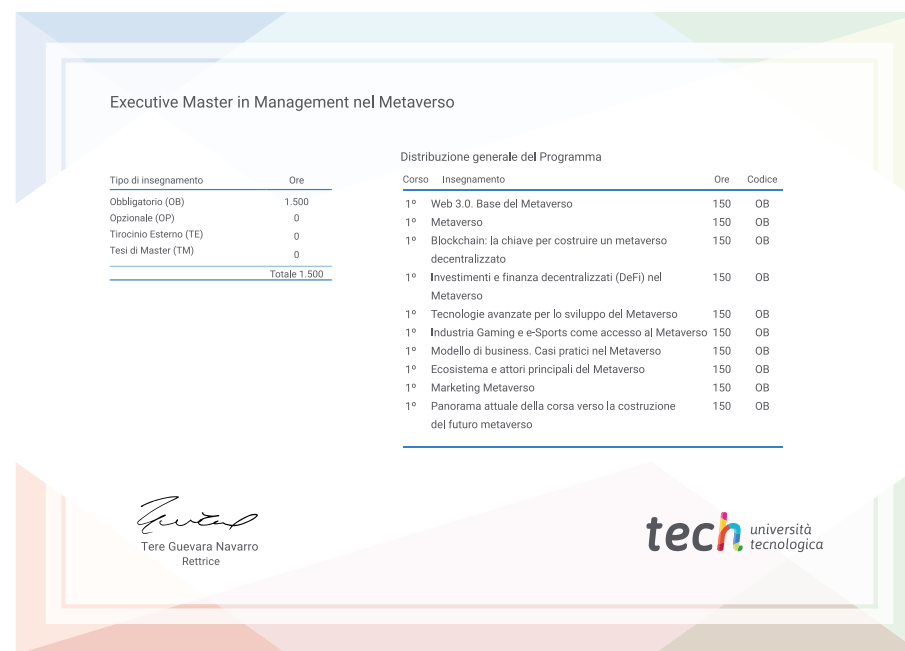 Executive Master in Management nel Metaverso
Tipo di insegnamento Ore
Obbligatorio (OB) 1.500
Opzionale (OP) 0
Tirocinio Esterno (TE) 0
Tesi di Master (TM) 0
Totale 1.500
Distribuzione generale del Programma
Corso Insegnamento Ore Codice
1º Web 3.0. Base del Metaverso 150 OB
1º Metaverso 150 OB
1º Blockchain: la chiave per costruire un metaverso 150 OB
decentralizzato
1º Investimenti e finanza decentralizzati (DeFi) nel 150 OB
Metaverso
1º Tecnologie avanzate per lo sviluppo del Metaverso 150 OB
1º Industria Gaming e e-Sports come accesso al Metaverso 150 OB
1º Modello di business. Casi pratici nel Metaverso 150 OB
1º Ecosistema e attori principali del Metaverso 150 OB
1º Marketing Metaverso 150 OB
1º Panorama attuale della corsa verso la costruzione 150 OB
del futuro metaverso
Tere Guevara Navarro
Rettrice
tech università
tecnologica